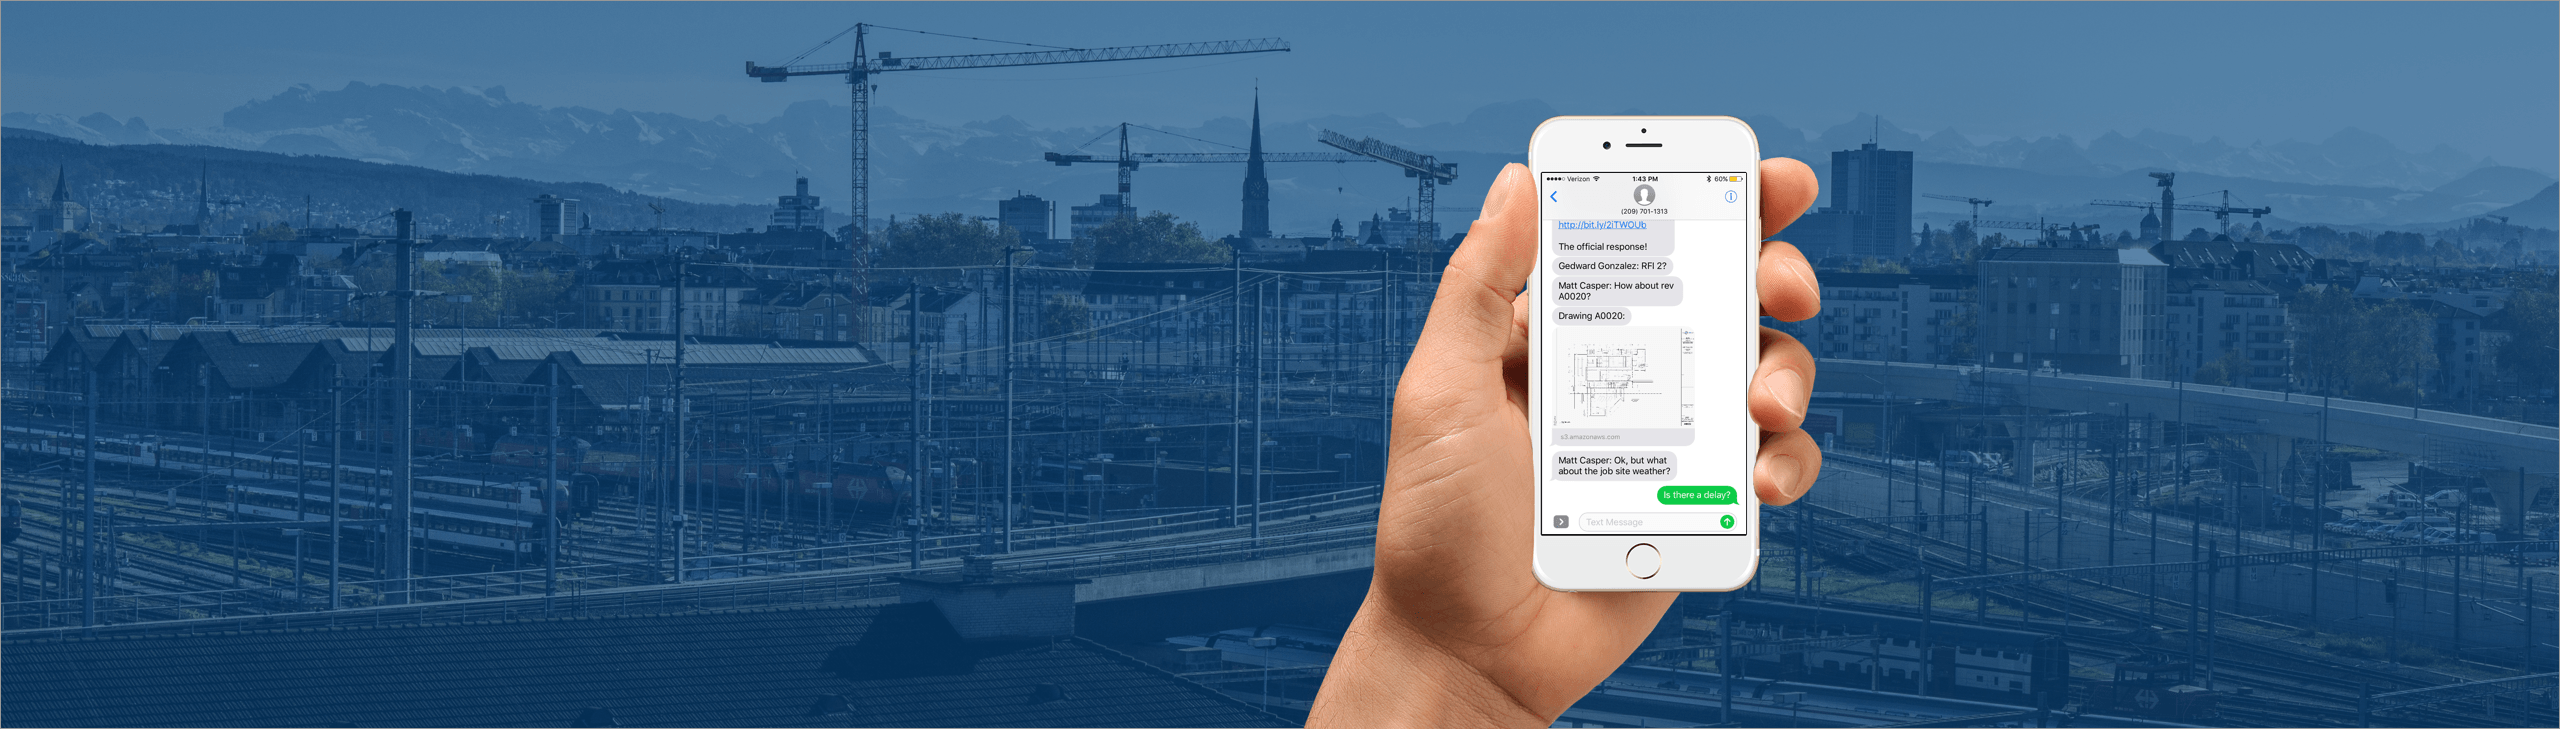 Verizon
1:43 PM
60%
(209) 701-1313
http://bit.ly/2iTWOUb
The official response!
Gedward Gonzalez: RFI 2?
Matt Casper: How about rev
A0020?
Drawing A0020:
s3.amazonaws.com
Matt Casper: Ok, but what
about the job site weather?
Is there a delay?
Text Message